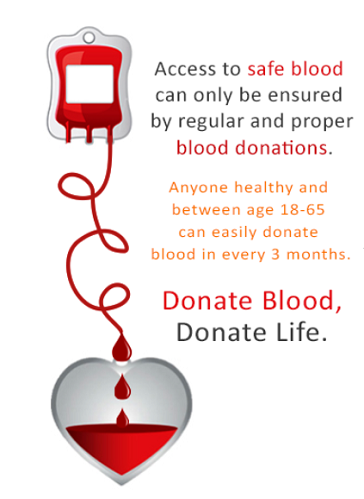 Access to safe blood
can only be ensured
by regular and proper
blood donations.
Anyone healthy and
between age 18-65
can easily donate
blood in every 3 months.
Donate Blood,
Donate Life.